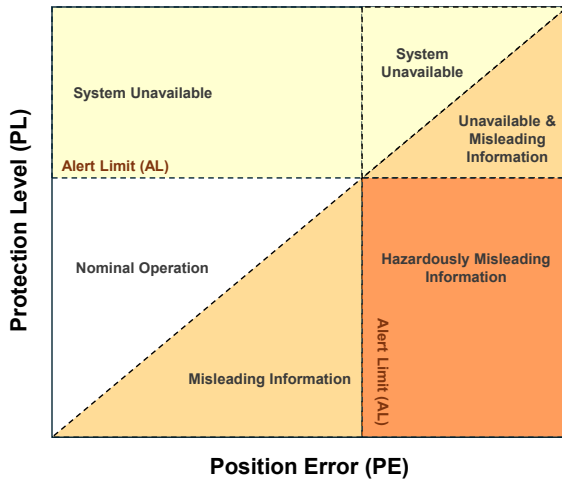 System
Unavailable
System Unavailable
Unavailable &
Misleading
Information
Alert Limit (AL)
Protection Level (PL)
Nominal Operation
Hazardously Misleading
Information
Alert Limit
(AL)
Misleading Information
Position Error (PE)